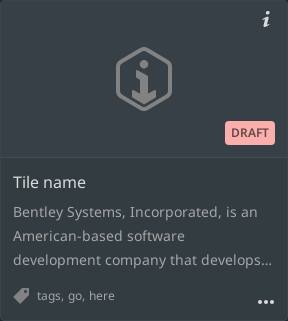 DRAFT
Tile name
Bentley Systems, Incorporated, is an
American-based software
development company that develops...
tags, go, here